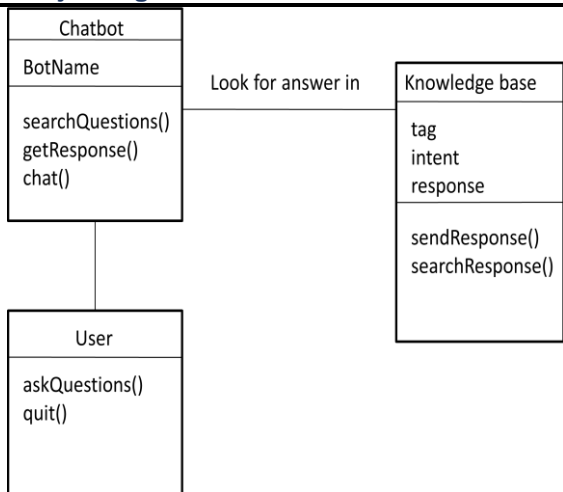 Chatbot
BotName
searchQuestions()
getResponse()
chat()
Look for answer in
Knowledge base
tag
intent
response
sendResponse()
searchResponse()
User
askQuestions()
quit()